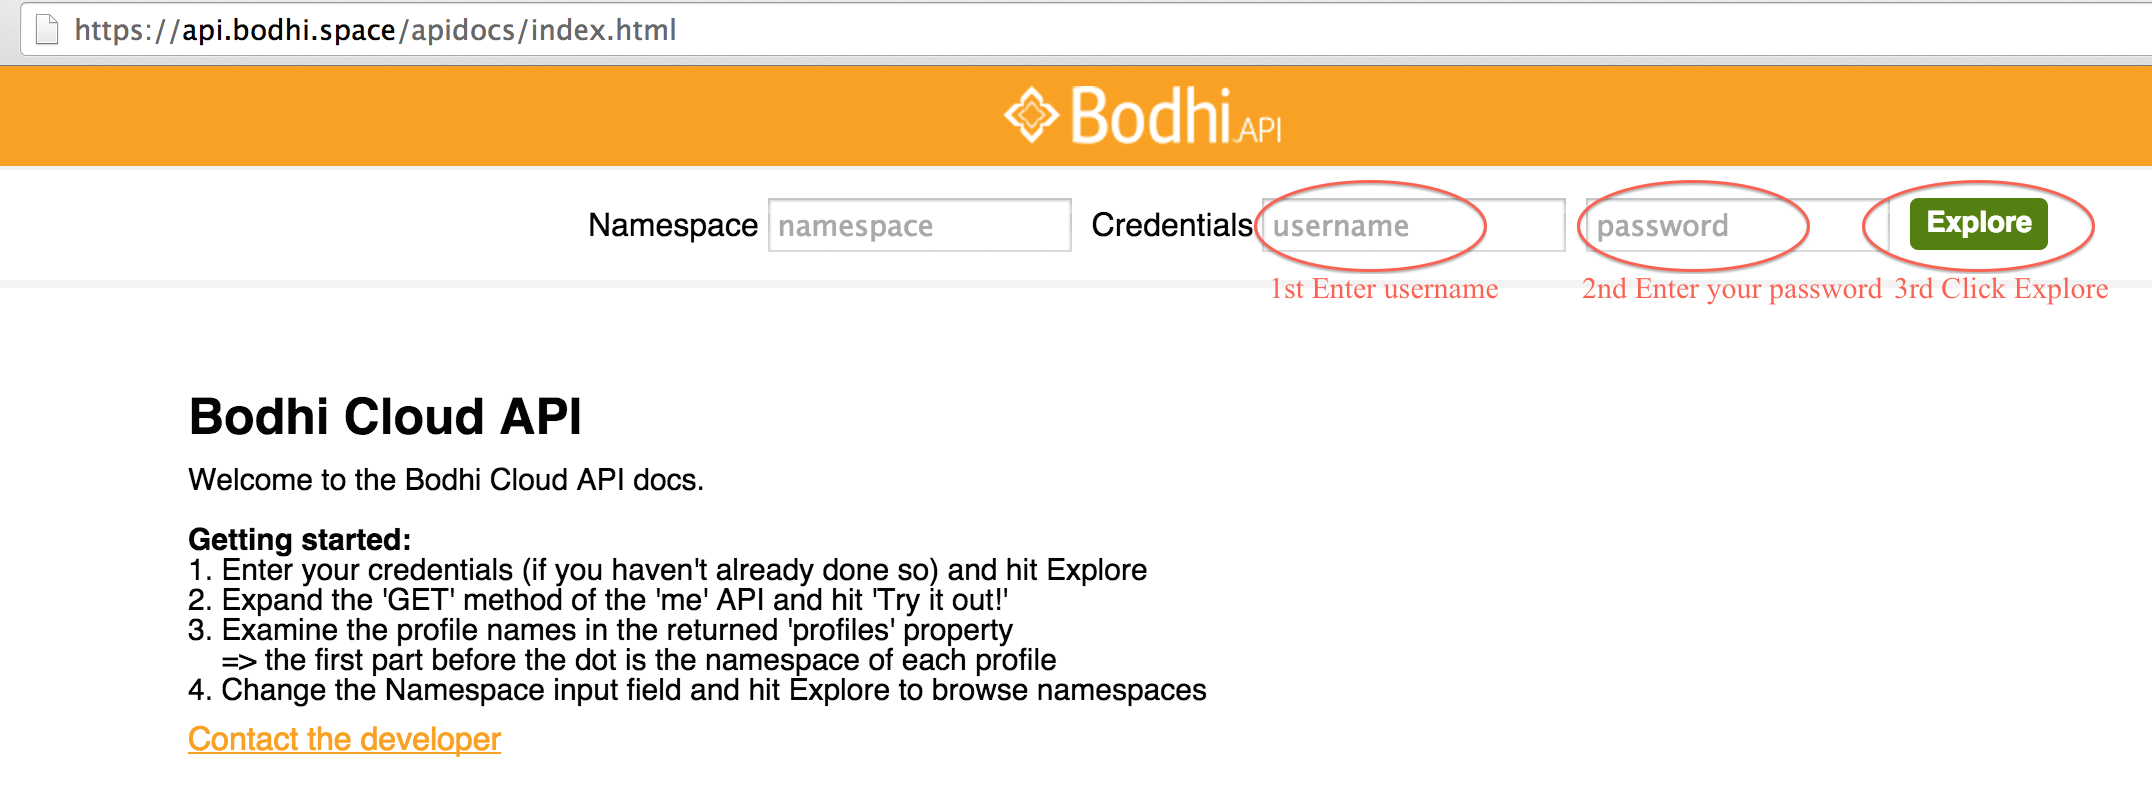 https://api.bodhi.space/apidocs/index.html
Bodhi.API
Namespace namespace Credentials username password Explore
1st Enter username 2nd Enter your password 3rd Click Explore
Bodhi Cloud API
Welcome to the Bodhi Cloud API docs.
Getting started:
1. Enter your credentials (if you haven't already done so) and hit Explore
2. Expand the 'GET' method of the 'me' API and hit 'Try it out!'
3. Examine the profile names in the returned 'profiles' property
=> the first part before the dot is the namespace of each profile
4. Change the Namespace input field and hit Explore to browse namespaces
Contact the developer